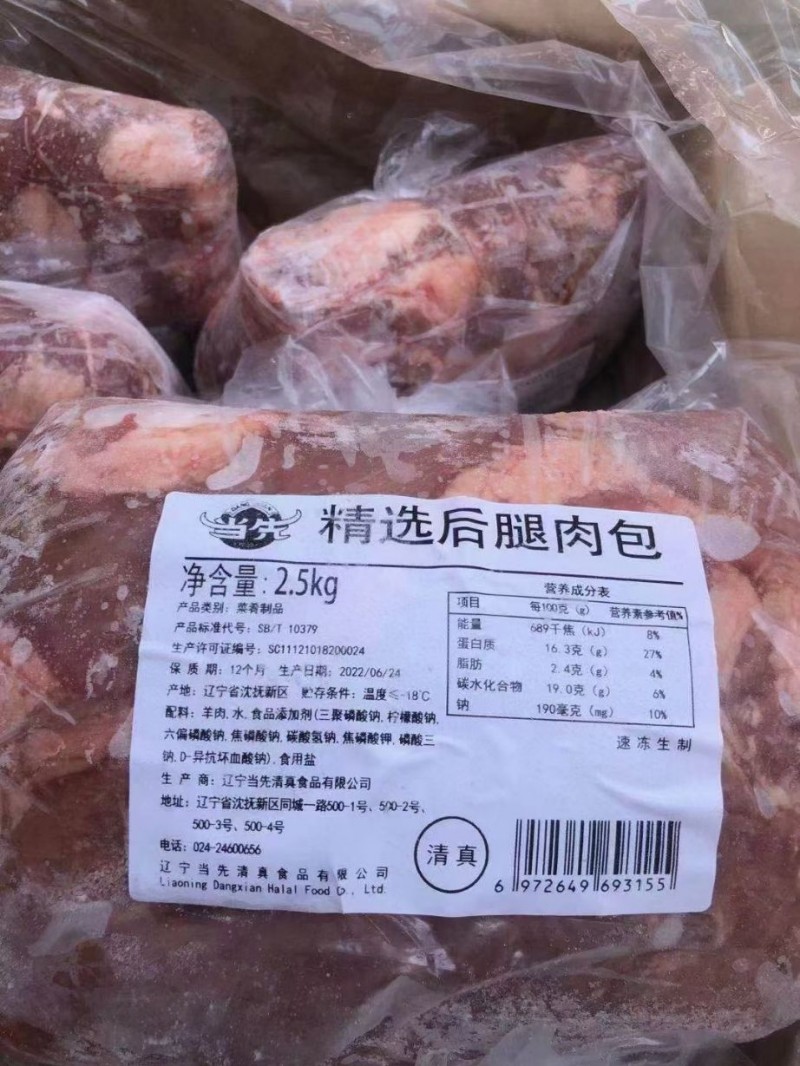 当先 精选后腿肉包
净含量:2.5kg
产品类别:菜肴制品
产品标准代号:SB/T 10379
生产许可证编号:SC11121018200024
保 质 期:12个月 生产日期:2022/06/24
产地:辽宁省沈抚新区 贮存条件:温度≤-18℃
配料:羊肉,水,食品添加剂(三聚磷酸钠,柠檬酸钠,
六偏磷酸钠,焦磷酸钠,碳酸氢钠,焦磷酸钾,磷酸三
钠,D-异抗坏血酸钠),食用盐
生 产 商:辽宁当先清真食品有限公司
地址:辽宁省沈抚新区同城一路500-1号、500-2号、
500-3号、500-4号
电话:024-24600656
辽宁当先清真食品有限公司
Liaoning Dangxian Halal Food Co., Ltd.
营养成分表
项目 每100克(g) 营养素参考值%
能量 689千焦(kJ) 8%
蛋白质 16.3克(g) 27%
脂肪 2.4克(g) 4%
碳水化合物 19.0克(g) 6%
钠 190毫克(mg) 10%
速冻生制
清真
6 972649 693155